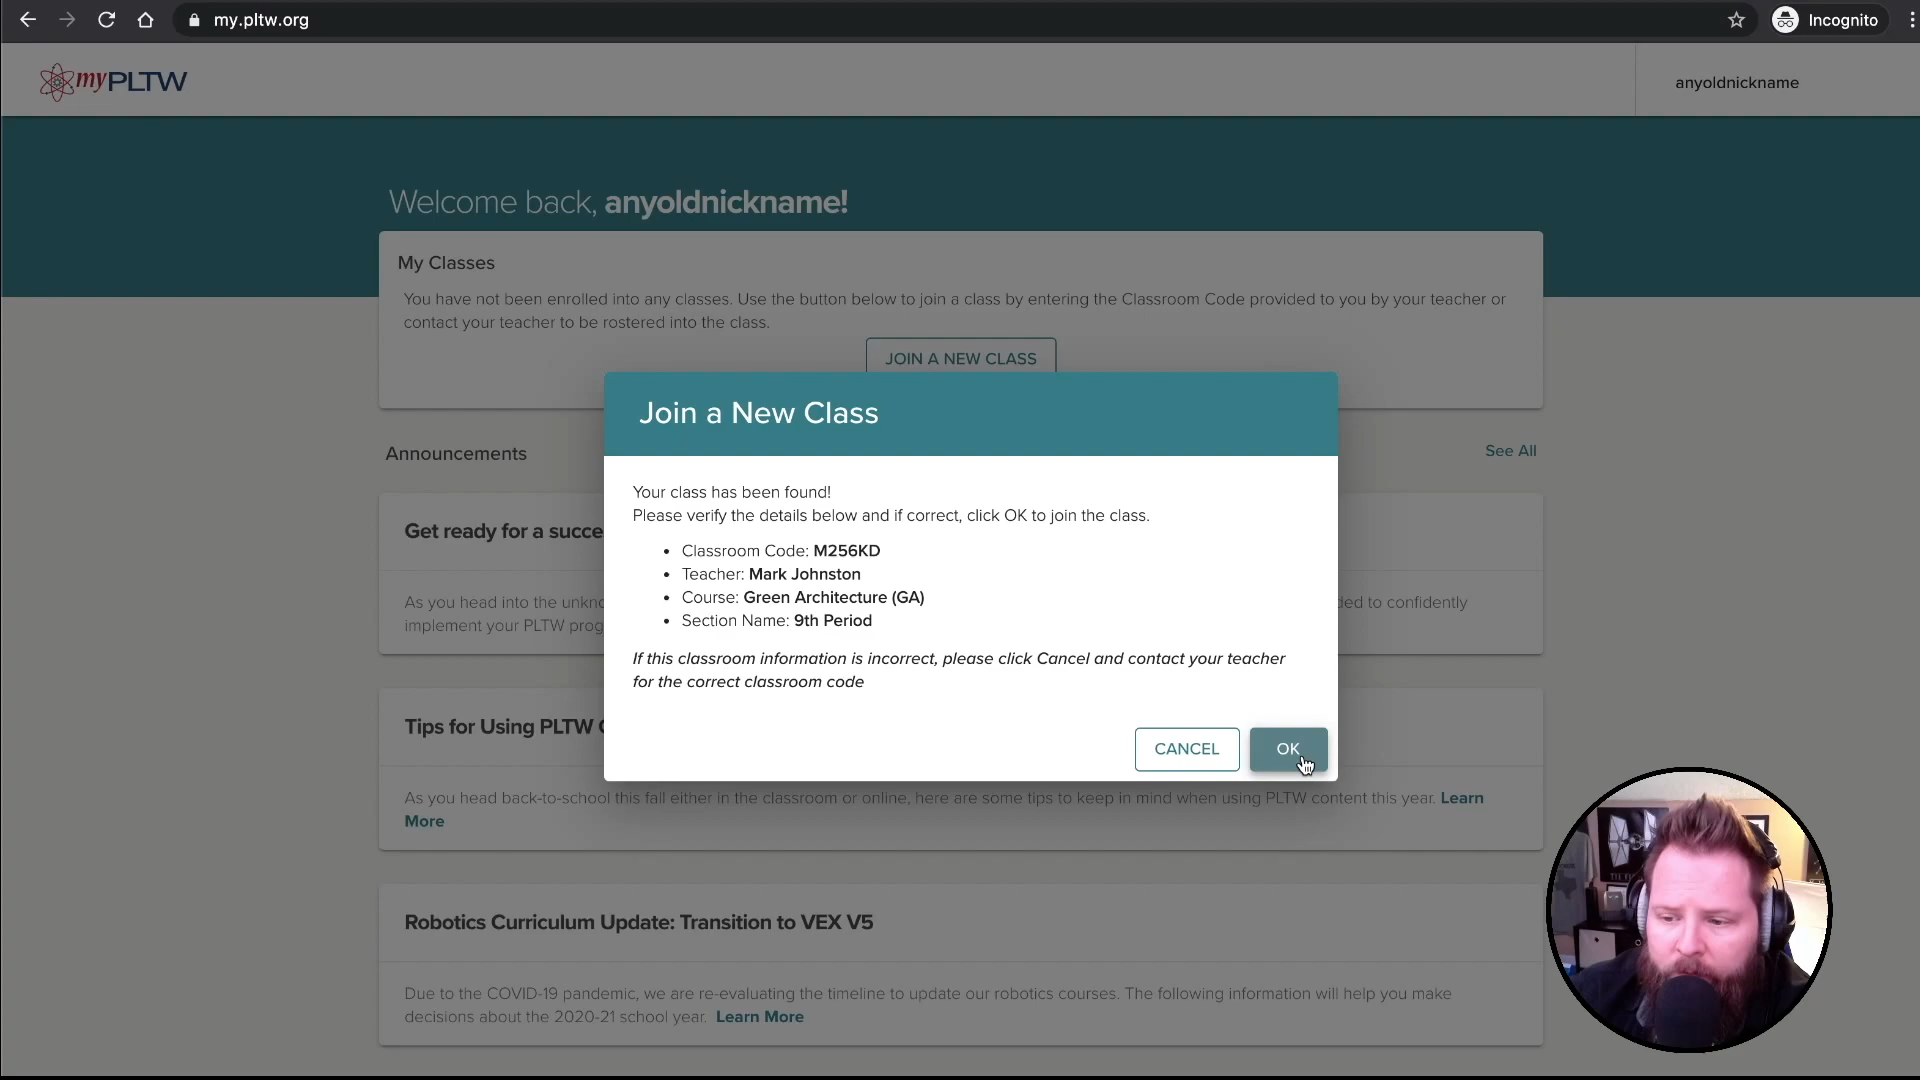 my.pltw.org
Incognito
myPLTW
anyoldnickname
Welcome back, anyoldnickname!
My Classes
You have not been enrolled into any classes. Use the button below to join a class by entering the Classroom Code provided to you by your teacher or
contact your teacher to be rostered into the class.
JOIN A NEW CLASS
Join a New Class
Announcements
See All
Your class has been found!
Please verify the details below and if correct, click OK to join the class.
Get ready for a succe
• Classroom Code: M256KD
• Teacher: Mark Johnston
• Course: Green Architecture (GA)
As you head into the unkno
ded to confidently
• Section Name: 9th Period
implement your PLTW prog
If this classroom information is incorrect, please click Cancel and contact your teacher
for the correct classroom code
Tips for Using PLTW
CANCEL
OK
As you head back-to-school this fall either in the classroom or online, here are some tips to keep in mind when using PLTW content this year. Learn
More
Robotics Curriculum Update: Transition to VEX V5
Due to the COVID-19 pandemic, we are re-evaluating the timeline to update our robotics courses. The following information will help you make
decisions about the 2020-21 school year. Learn More